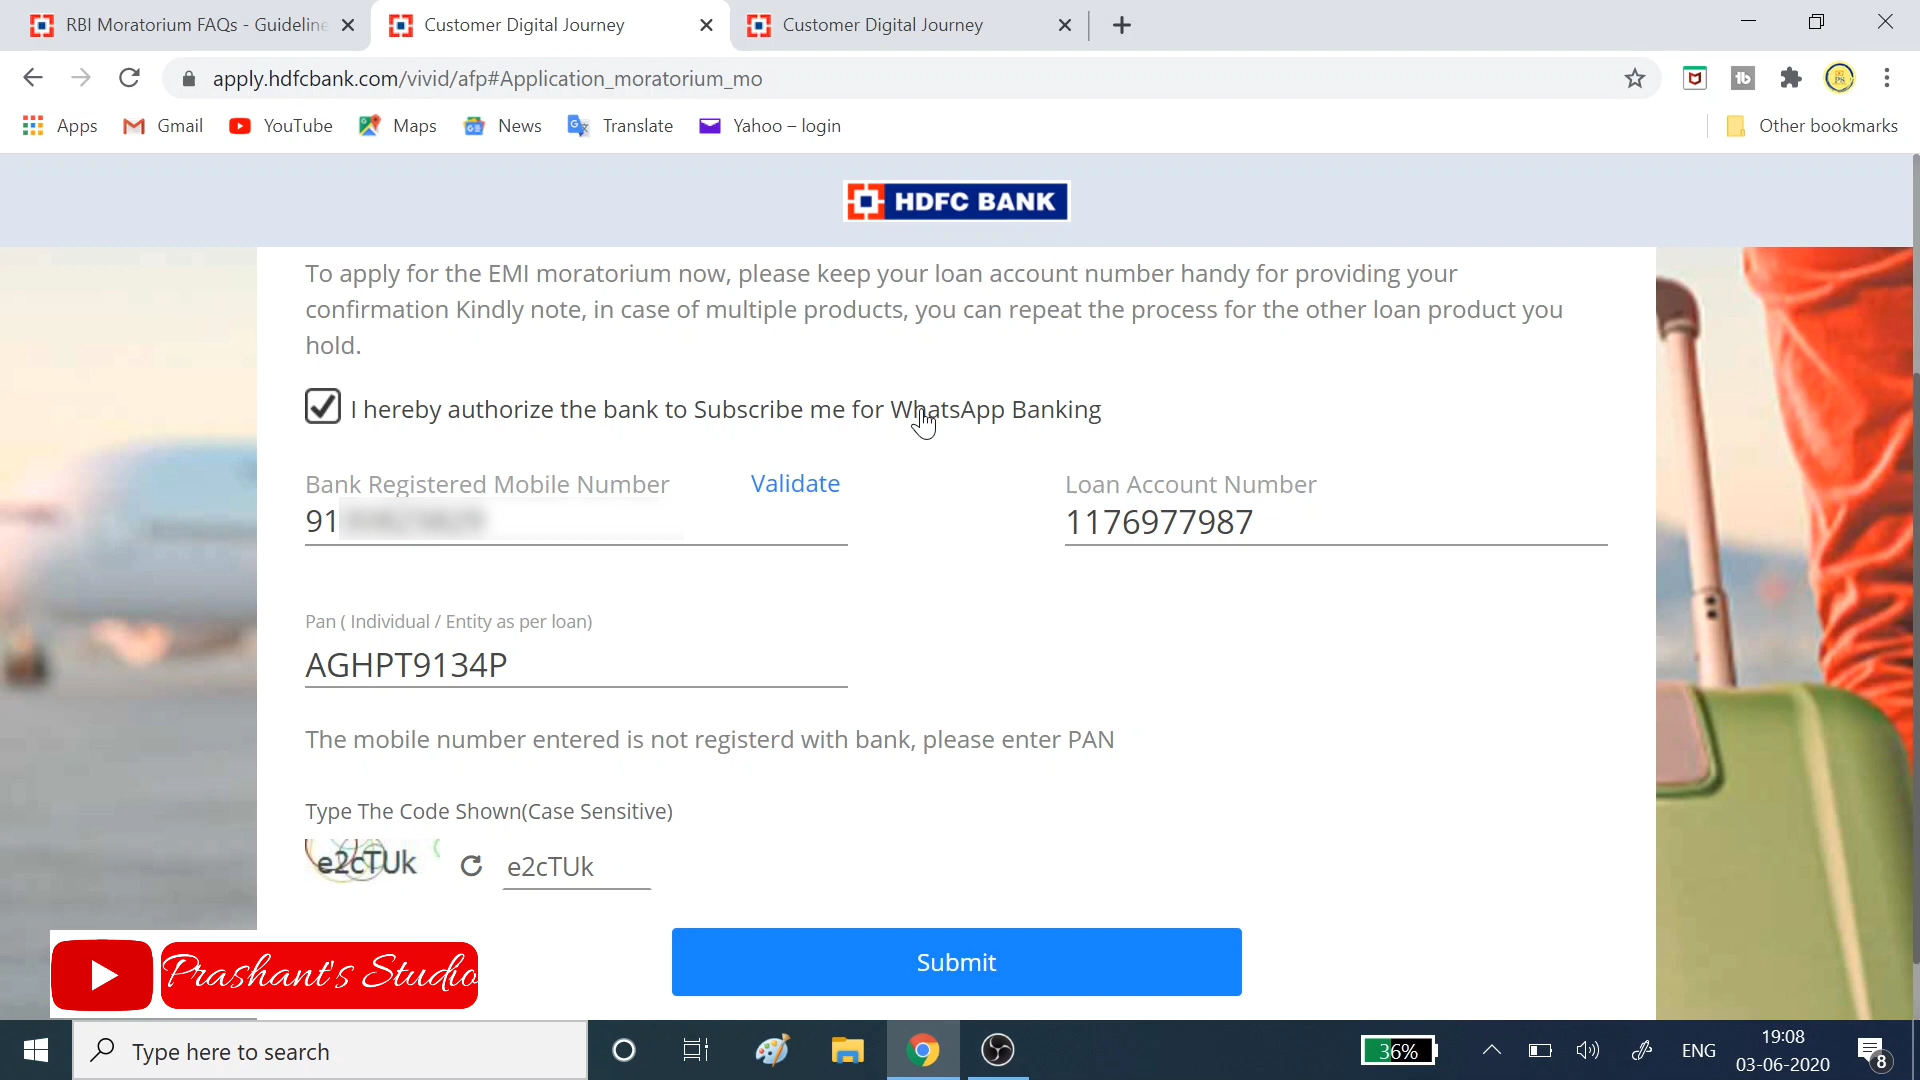 RBI Moratorium FAQs - Guideline
Customer Digital Journey
Customer Digital Journey
apply.hdfcbank.com/vivid/afp#Application_moratorium_mo
Apps
Gmail
YouTube
Maps
News
Translate
Yahoo – login
Other bookmarks
HDFC BANK
To apply for the EMI moratorium now, please keep your loan account number handy for providing your
confirmation Kindly note, in case of multiple products, you can repeat the process for the other loan product you
hold.
I hereby authorize the bank to Subscribe me for WhatsApp Banking
Bank Registered Mobile Number Validate
91
Loan Account Number
1176977987
Pan ( Individual / Entity as per loan)
AGHPT9134P
The mobile number entered is not registerd with bank, please enter PAN
Type The Code Shown(Case Sensitive)
e2cTUk e2cTUk
Submit
Prashant's Studio
Type here to search
36%
ENG
19:08
03-06-2020
8